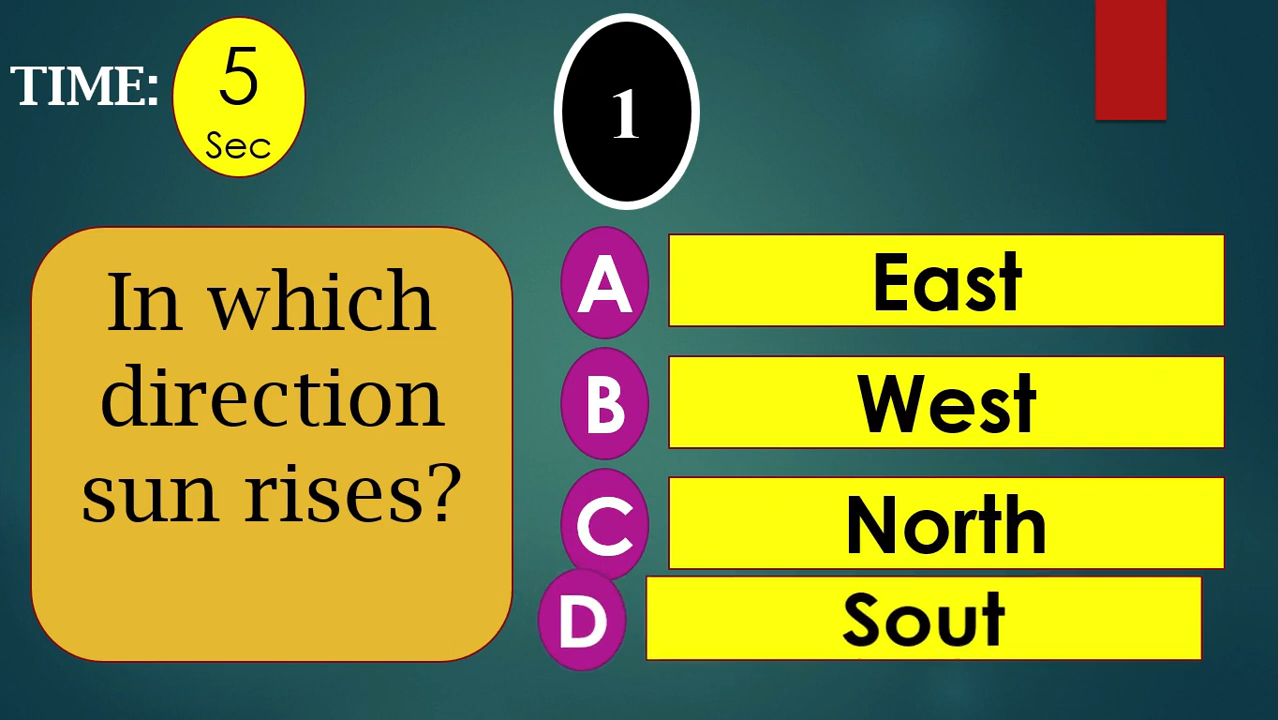 TIME:
5
Sec
1
In which
direction
sun rises?
A
East
B
West
C
North
D
Sout